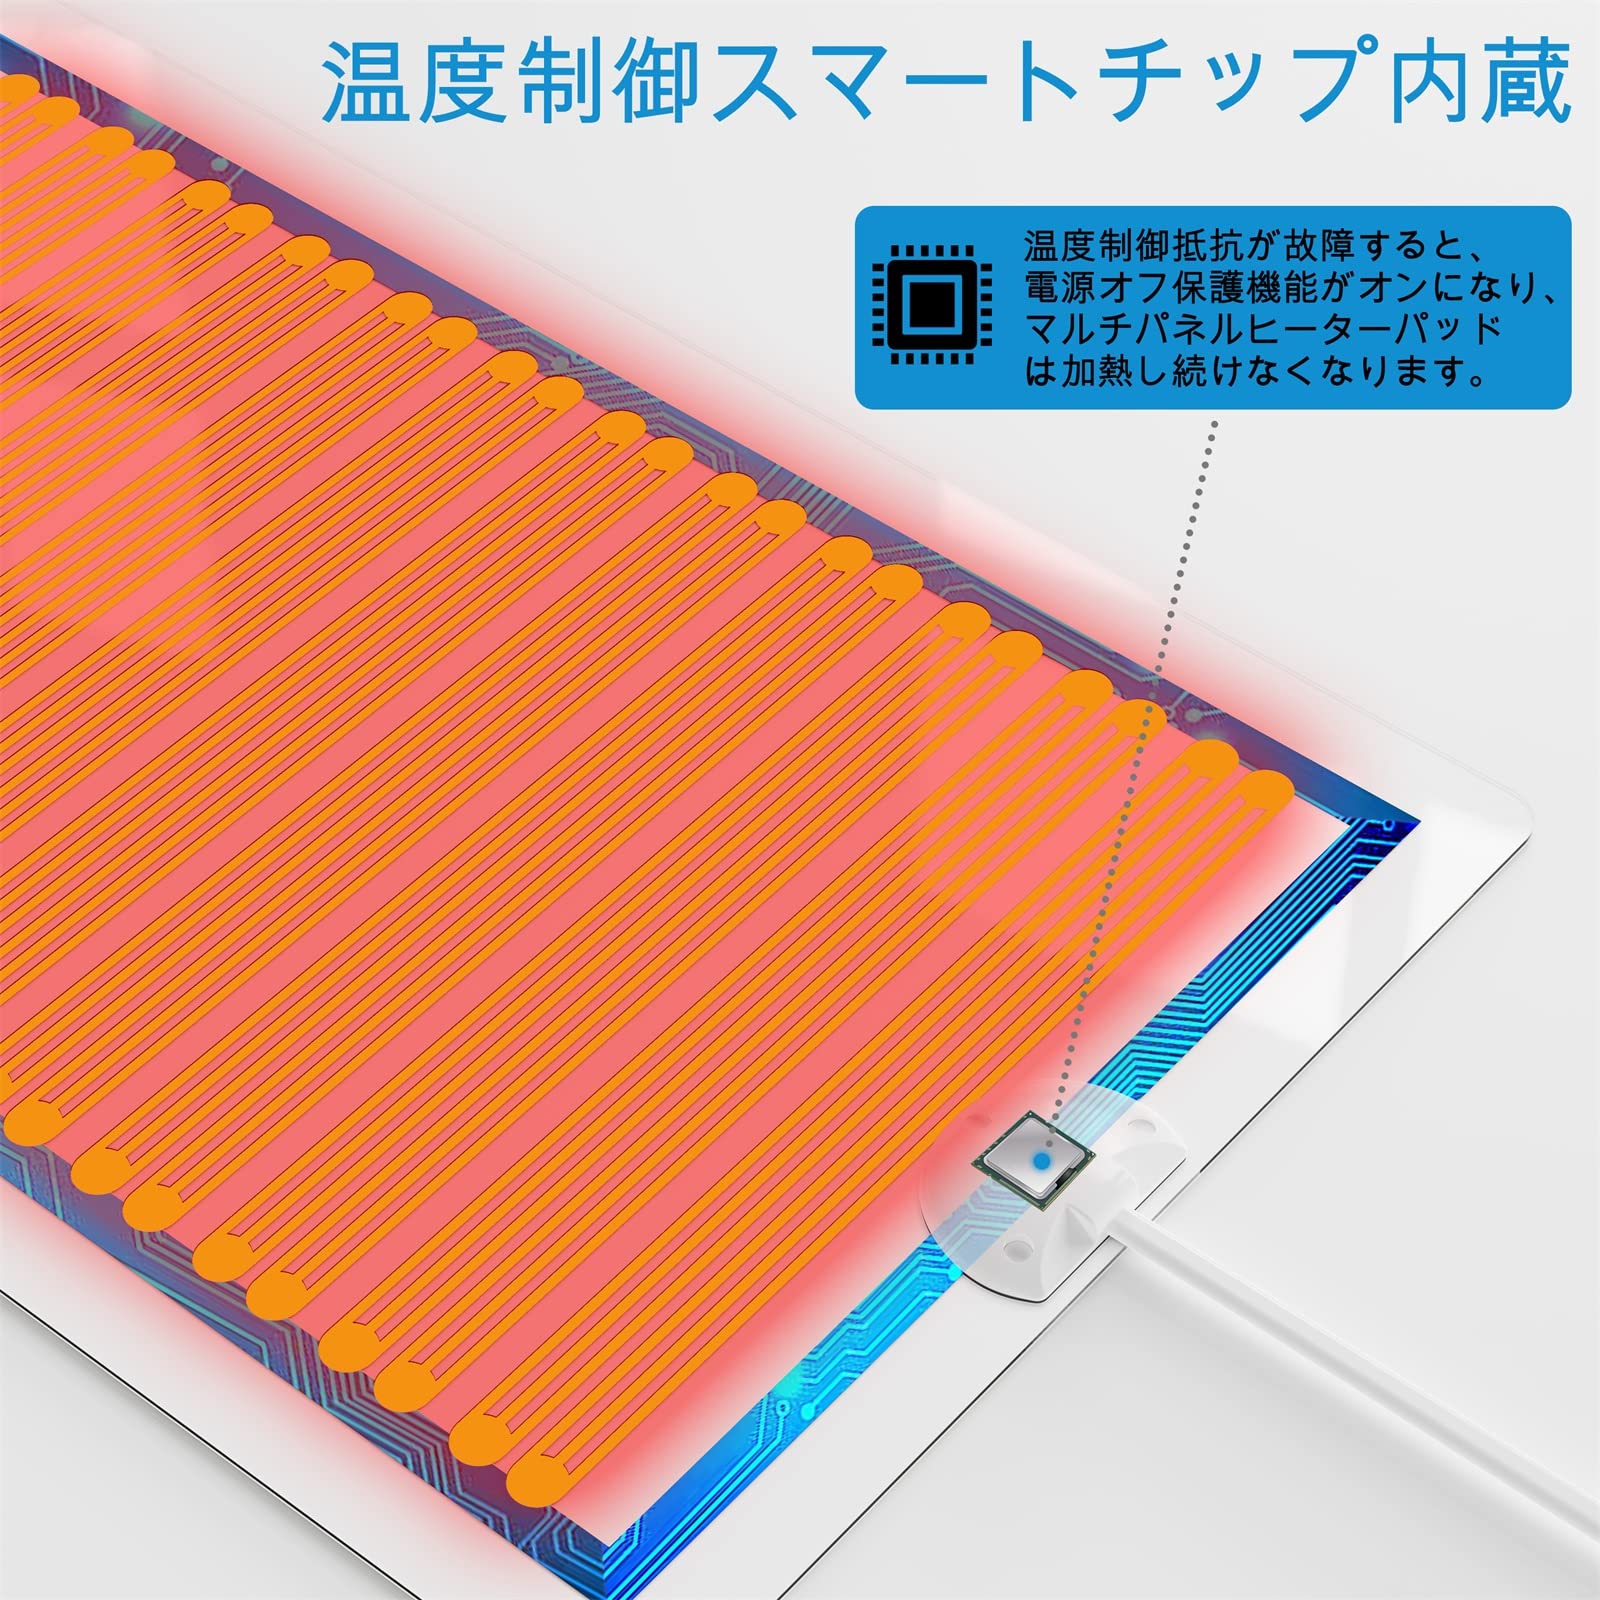 温度制御スマートチップ内蔵
温度制御抵抗が故障すると、
電源オフ保護機能がオンになり、
マルチパネルヒーターパッド
は加熱し続けなくなります。